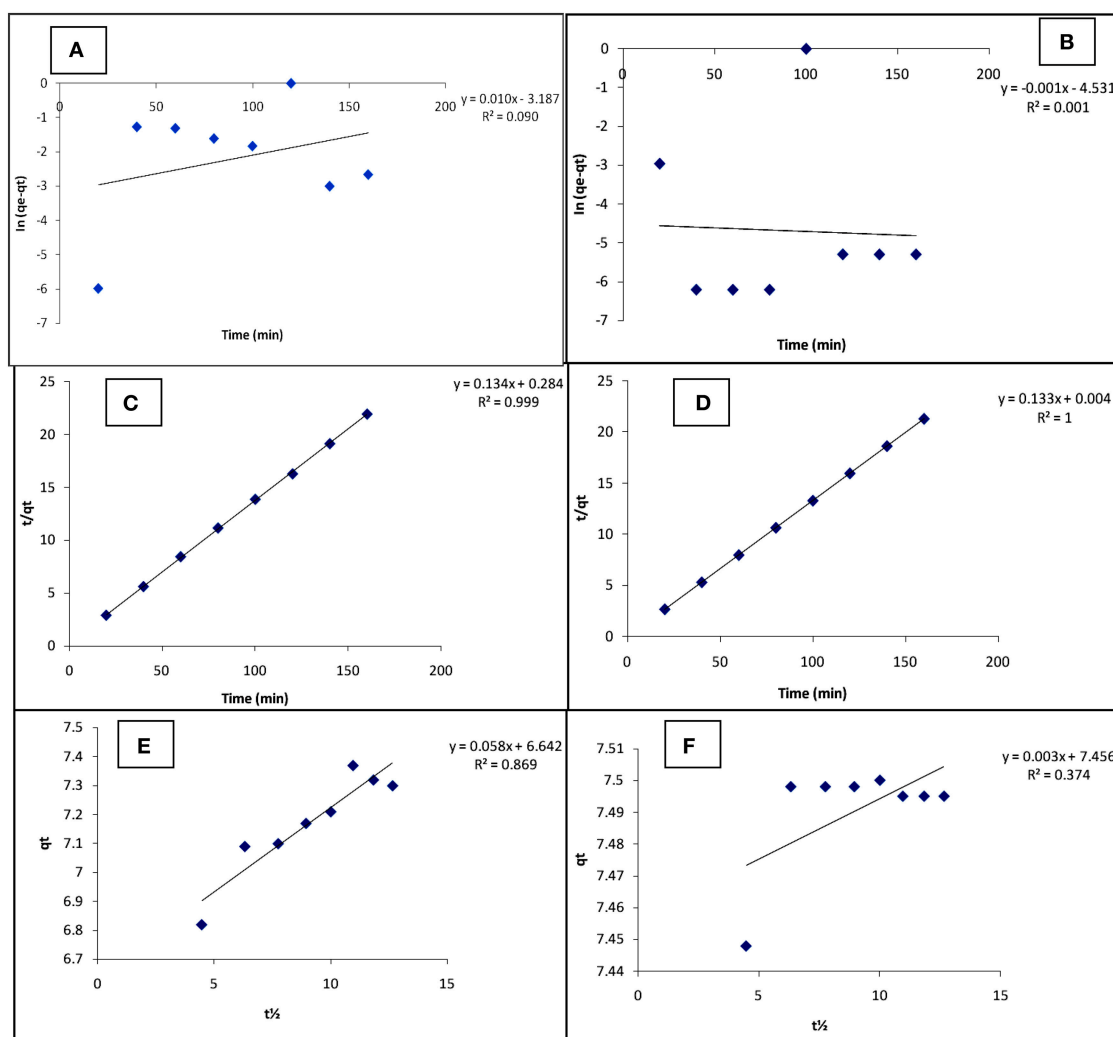 A
0
0
50
100
150
200
-1
-2
-3
-4
-5
-6
-7
y = 0.010x - 3.187
R² = 0.090
ln (qe-qt)
Time (min)
B
0
0
50
100
150
200
-1
-2
-3
-4
-5
-6
-7
y = -0.001x - 4.531
R² = 0.001
ln (qe-qt)
Time (min)
C
25
20
15
10
5
0
0
50
100
150
200
y = 0.134x + 0.284
R² = 0.999
t/qt
Time (min)
D
25
20
15
10
5
0
0
50
100
150
200
y = 0.133x + 0.004
R² = 1
t/qt
Time (min)
E
7.5
7.4
7.3
7.2
7.1
7
6.9
6.8
6.7
0
5
10
15
y = 0.058x + 6.642
R² = 0.869
qt
t½
F
7.51
7.5
7.49
7.48
7.47
7.46
7.45
7.44
0
5
10
15
y = 0.003x + 7.456
R² = 0.374
qt
t½